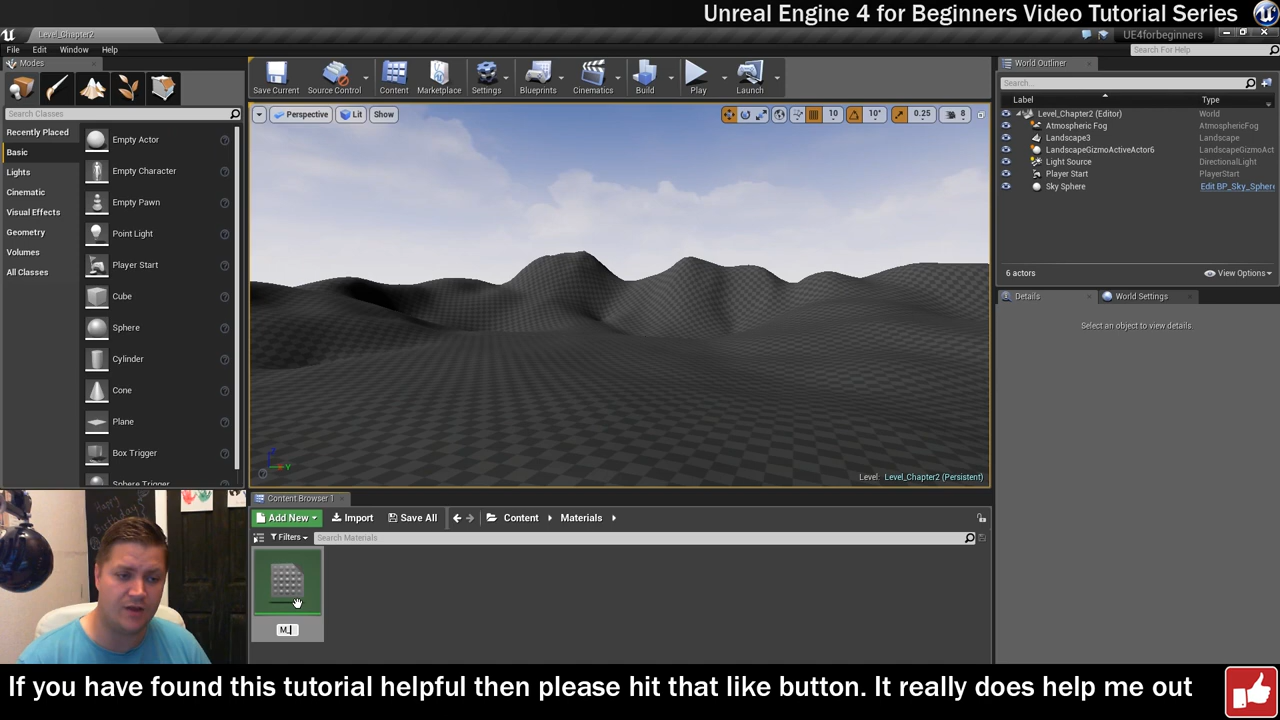 Unreal Engine 4 for Beginners Video Tutorial Series
Level_Chapter2
UE4forbeginners
File Edit Window Help
Search For Help
Modes
World Outliner
Search Classes
Search...
Save Current Source Control Content Marketplace Settings Blueprints Cinematics Build Play Launch
Label Type
Recently Placed
Basic
Lights
Cinematic
Visual Effects
Geometry
Volumes
All Classes
Empty Actor
Empty Character
Empty Pawn
Point Light
Player Start
Cube
Sphere
Cylinder
Cone
Plane
Box Trigger
Sphere Trigger
Perspective Lit Show
10 10° 0.25 8
Level_Chapter2 (Editor) World
Atmospheric Fog AtmosphericFog
Landscape3 Landscape
LandscapeGizmoActiveActor6 LandscapeGizmoAct
Light Source DirectionalLight
Player Start PlayerStart
Sky Sphere Edit BP_Sky_Sphere
6 actors View Options
Details World Settings
Select an object to view details.
Level: Level_Chapter2 (Persistent)
Content Browser 1
Add New Import Save All Content Materials
Filters Search Materials
M_
If you have found this tutorial helpful then please hit that like button. It really does help me out